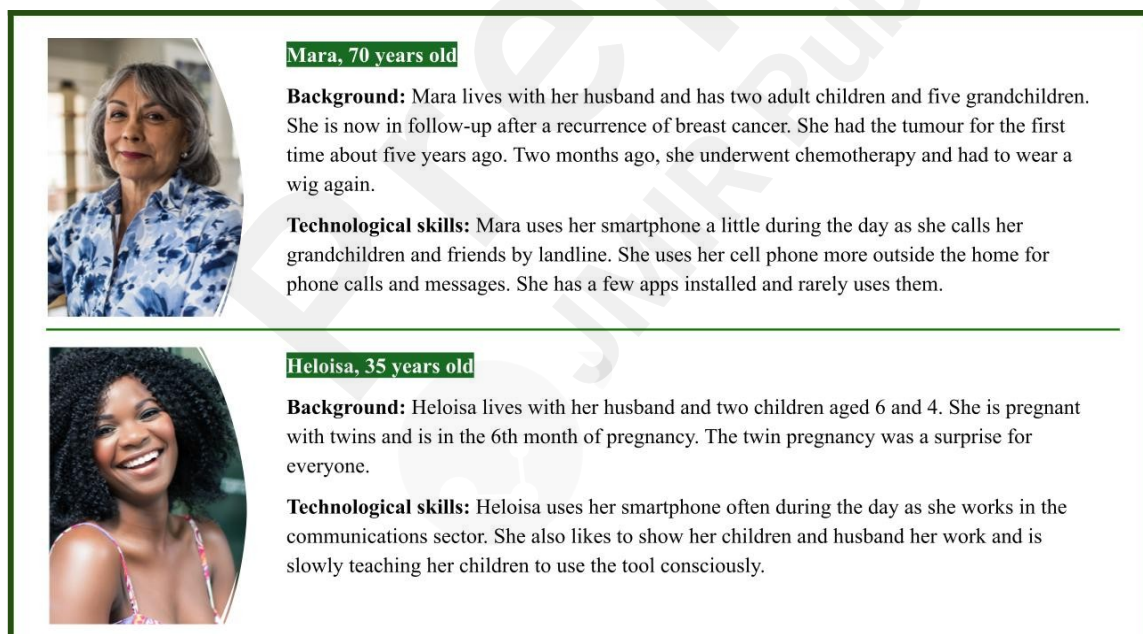 Mara, 70 years old
Background: Mara lives with her husband and has two adult children and five grandchildren.
She is now in follow-up after a recurrence of breast cancer. She had the tumour for the first
time about five years ago. Two months ago, she underwent chemotherapy and had to wear a
wig again.
Technological skills: Mara uses her smartphone a little during the day as she calls her
grandchildren and friends by landline. She uses her cell phone more outside the home for
phone calls and messages. She has a few apps installed and rarely uses them.
Heloisa, 35 years old
Background: Heloisa lives with her husband and two children aged 6 and 4. She is pregnant
with twins and is in the 6th month of pregnancy. The twin pregnancy was a surprise for
everyone.
Technological skills: Heloisa uses her smartphone often during the day as she works in the
communications sector. She also likes to show her children and husband her work and is
slowly teaching her children to use the tool consciously.
JMIR Pub